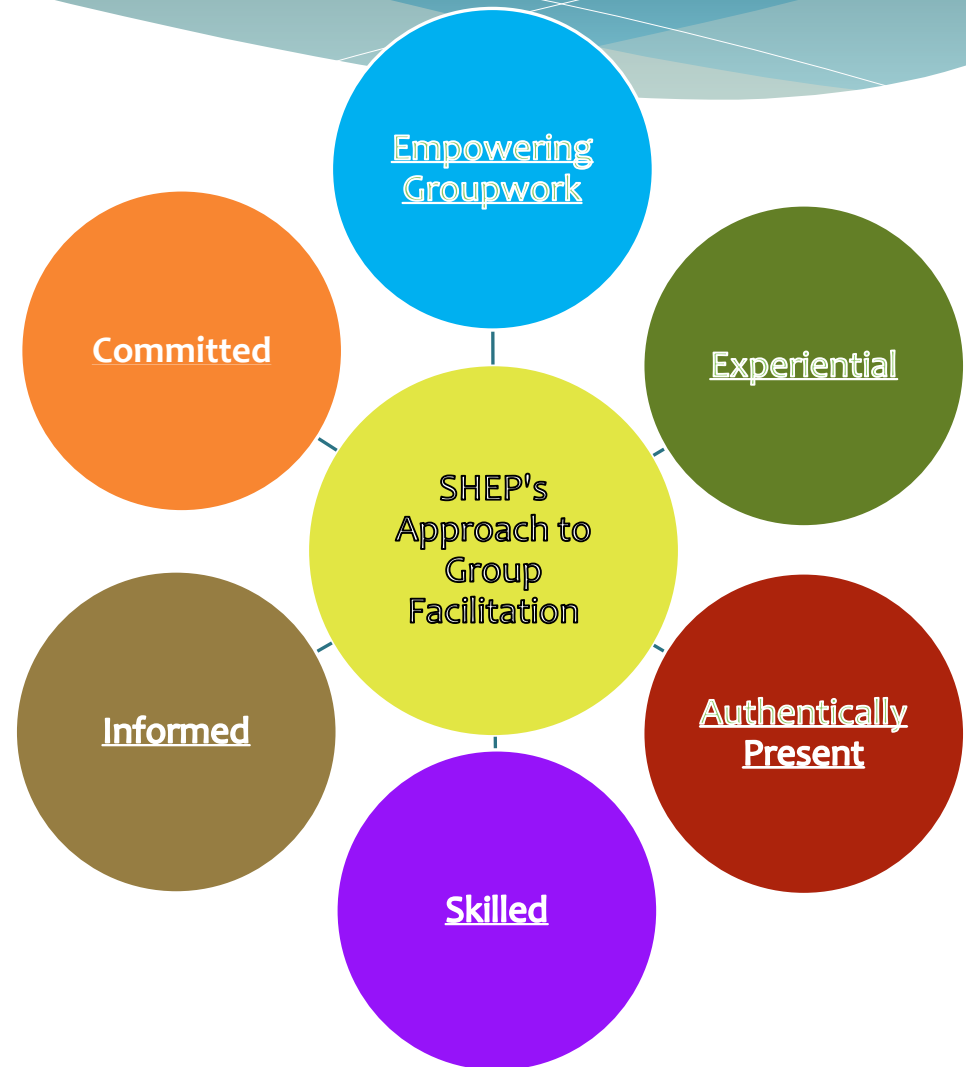 Empowering
Groupwork
Committed
Experiential
SHEP's
Approach to
Group
Facilitation
Informed
Authentically
Present
Skilled